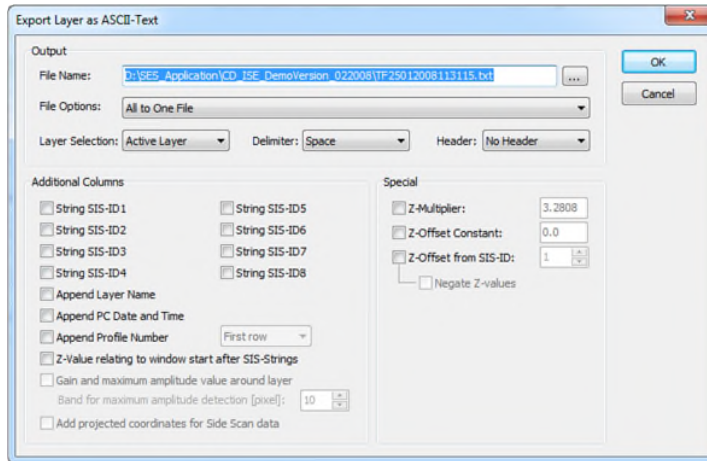 Export Layer as ASCII-Text
Output
File Name: D:\SES_Application\CD_ISE_DemoVersion_022008\TF25012008113115.txt ...
File Options: All to One File
Layer Selection: Active Layer Delimiter: Space Header: No Header
OK
Cancel
Additional Columns
String SIS-ID1 String SIS-ID5
String SIS-ID2 String SIS-ID6
String SIS-ID3 String SIS-ID7
String SIS-ID4 String SIS-ID8
Append Layer Name
Append PC Date and Time
Append Profile Number First row
Z-Value relating to window start after SIS-Strings
Gain and maximum amplitude value around layer
Band for maximum amplitude detection [pixel]: 10
Add projected coordinates for Side Scan data
Special
Z-Multiplier: 3.2808
Z-Offset Constant: 0.0
Z-Offset from SIS-ID: 1
Negate Z-values